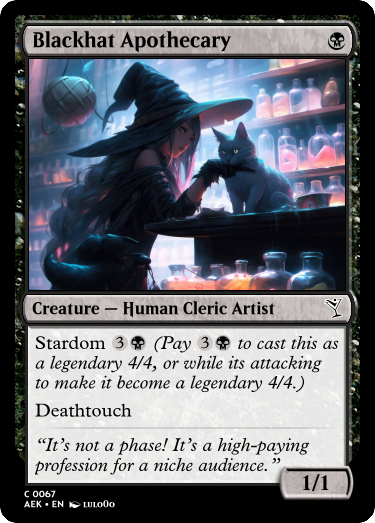 Blackhat Apothecary
Creature — Human Cleric Artist
Stardom 3 (Pay 3 to cast this as
a legendary 4/4, or while its attacking
to make it become a legendary 4/4.)
Deathtouch
“It's not a phase! It's a high-paying
profession for a niche audience.”
1/1
C 0067
AEK • EN LULO0o